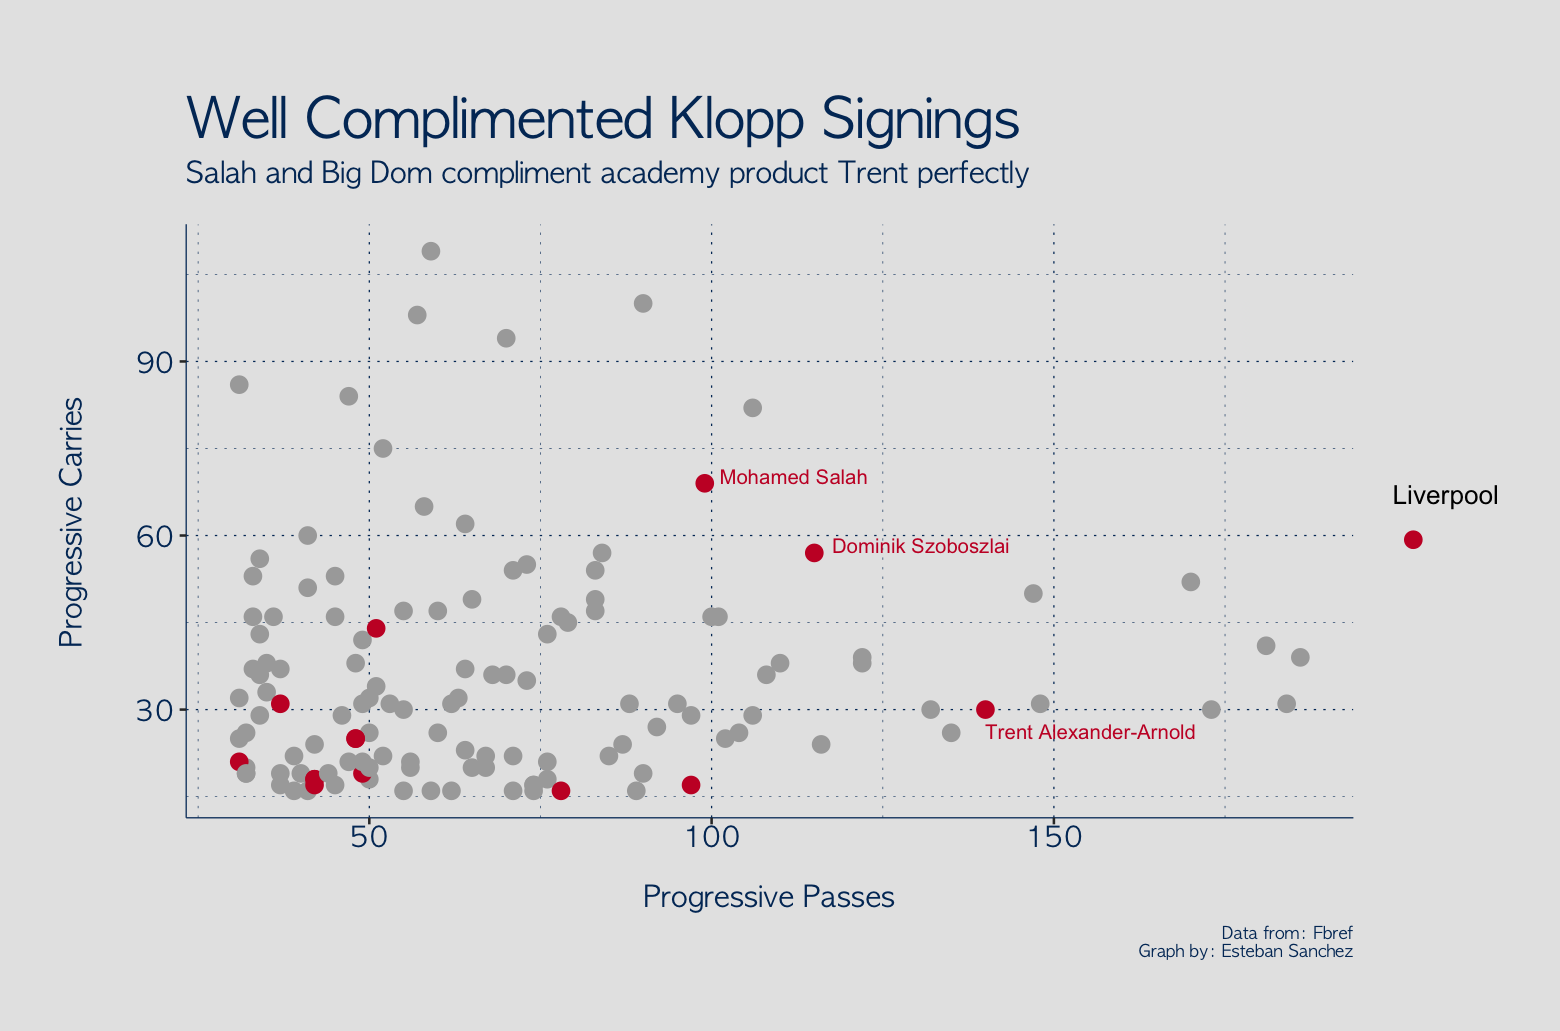 Well Complimented Klopp Signings
Salah and Big Dom compliment academy product Trent perfectly
90
60
30
Progressive Carries
Mohamed Salah
Dominik Szoboszlai
Trent Alexander-Arnold
Liverpool
50
100
150
Progressive Passes
Data from: Fbref
Graph by: Esteban Sanchez